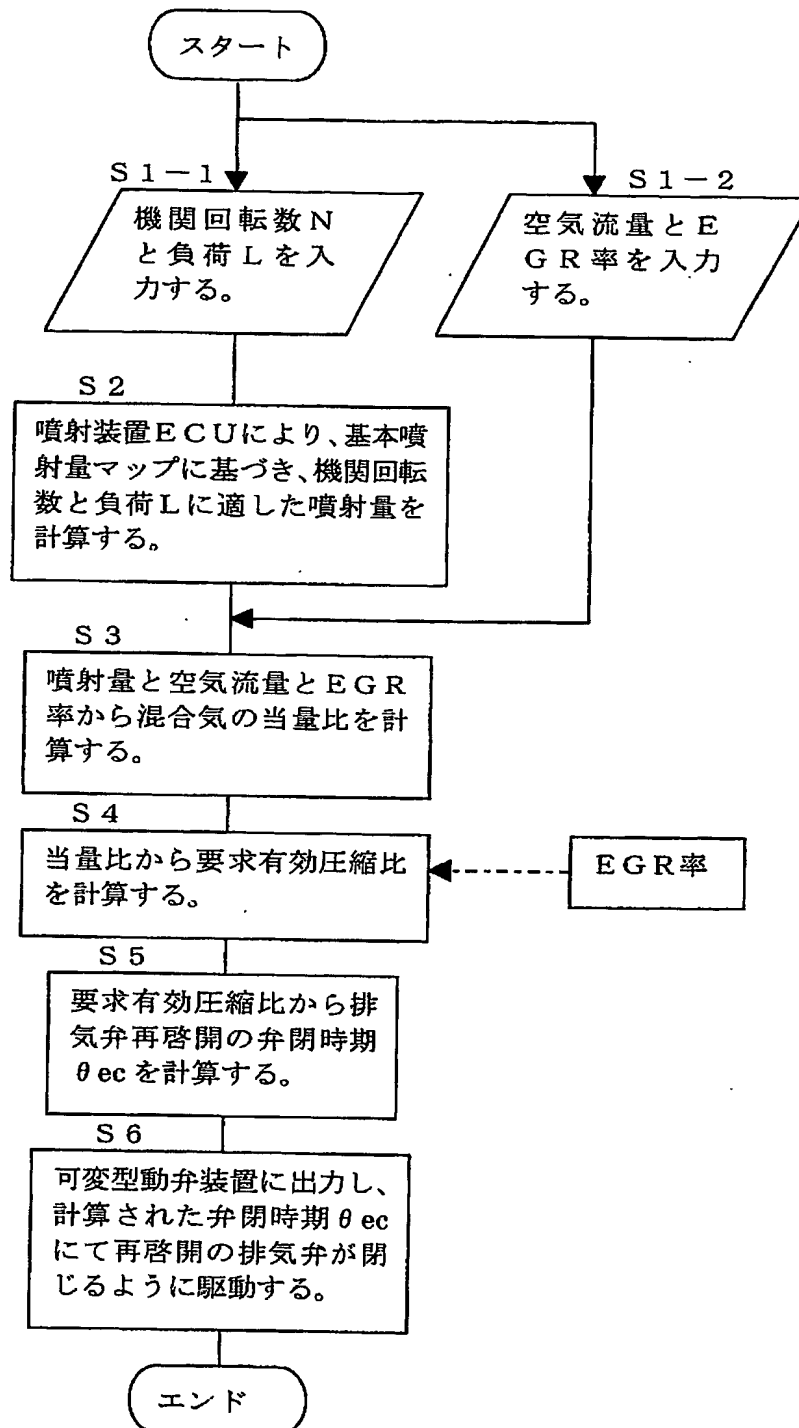 スタート
S1-1
機関回転数N
と負荷Lを入
力する。
S1-2
空気流量とE
GR率を入力
する。
S2
噴射装置ECUにより、基本噴
射量マップに基づき、機関回転
数と負荷Lに適した噴射量を
計算する。
S3
噴射量と空気流量とEGR
率から混合気の当量比を計
算する。
S4
当量比から要求有効圧縮比
を計算する。
EGR率
S5
要求有効圧縮比から排
気弁再啓開の弁閉時期
θecを計算する。
S6
可変型動弁装置に出力し、
計算された弁閉時期θec
にて再啓開の排気弁が閉
じるように駆動する。
エンド